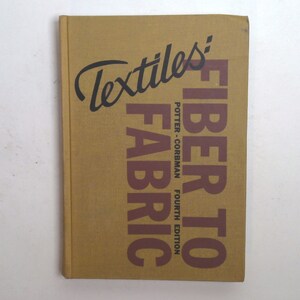 Textiles:
FIBER TO
FABRIC
POTTER - CORBMAN FOURTH EDITION